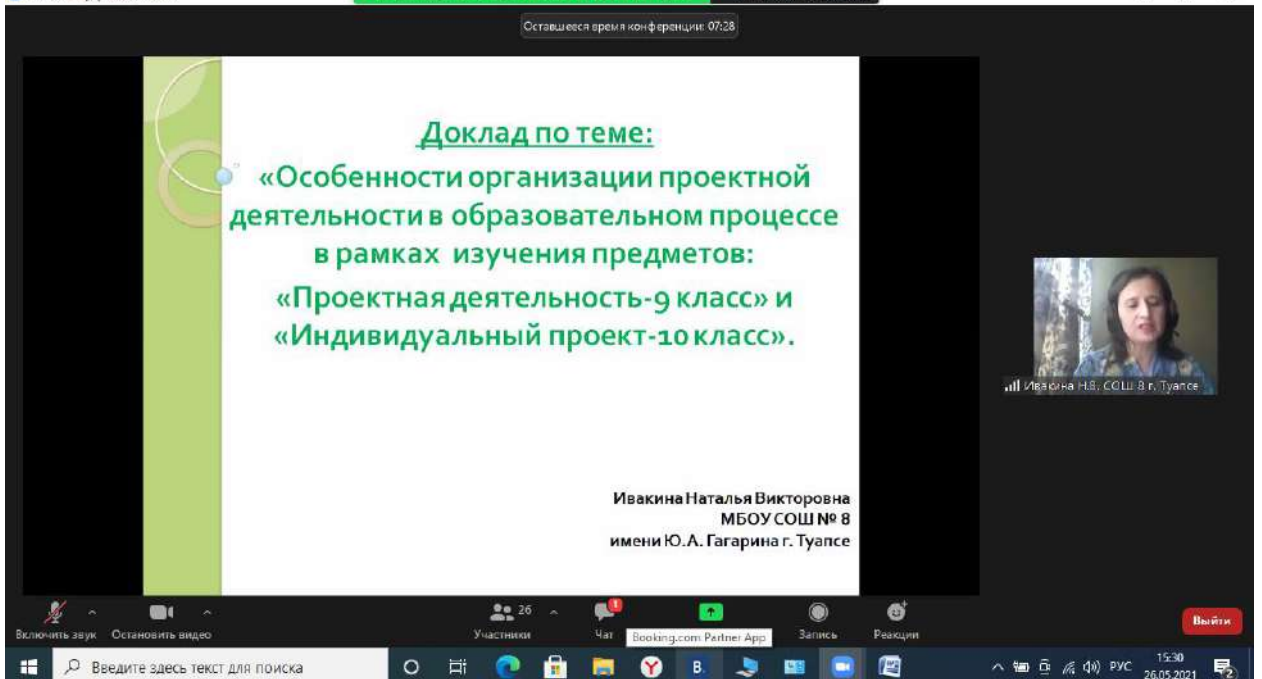 Оставшееся время конференции: 07:28
Доклад по теме:
«Особенности организации проектной
деятельности в образовательном процессе
в рамках изучения предметов:
«Проектная деятельность-9 класс» и
«Индивидуальный проект-10 класс».
Ивакина Н.В. СОШ 8 г. Туапсе
Ивакина Наталья Викторовна
МБОУ СОШ № 8
имени Ю.А. Гагарина г. Туапсе
26
1
Включить звук Остановить видео Участники Чат Booking.com Partner App Запись Реакции
Выйти
Введите здесь текст для поиска
B.
РУС
15:30
26.05.2021
2